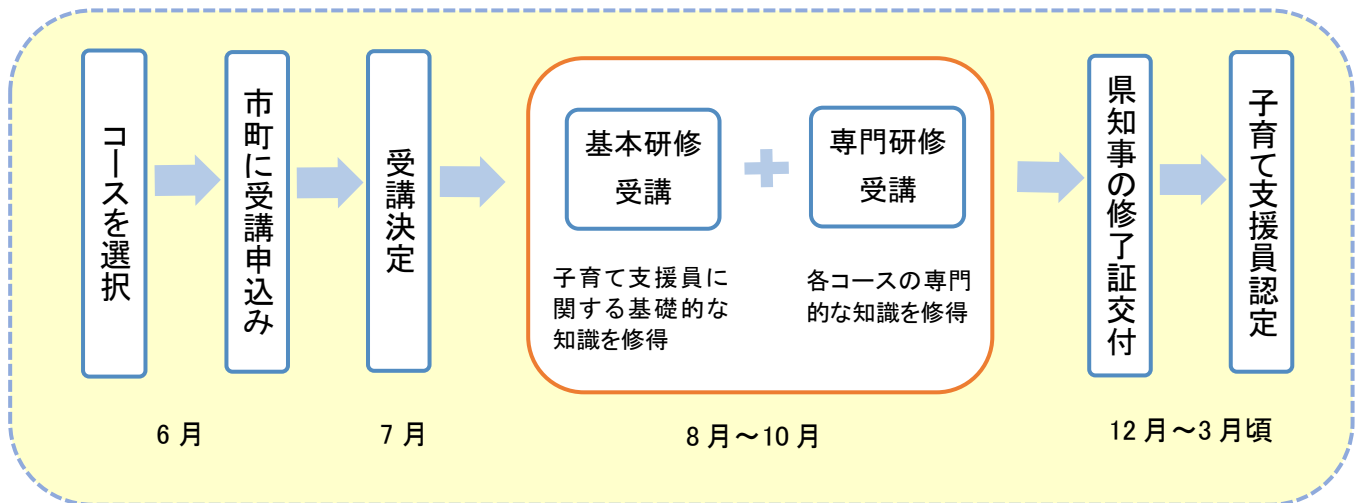 コースを選択
市町に受講申込み
受講決定
基本研修
受講
専門研修
受講
子育て支援員に
関する基礎的な
知識を修得
各コースの専門
的な知識を修得
県知事の修了証交付
子育て支援員認定
6 月
7 月
8 月～10 月
12 月～3 月頃